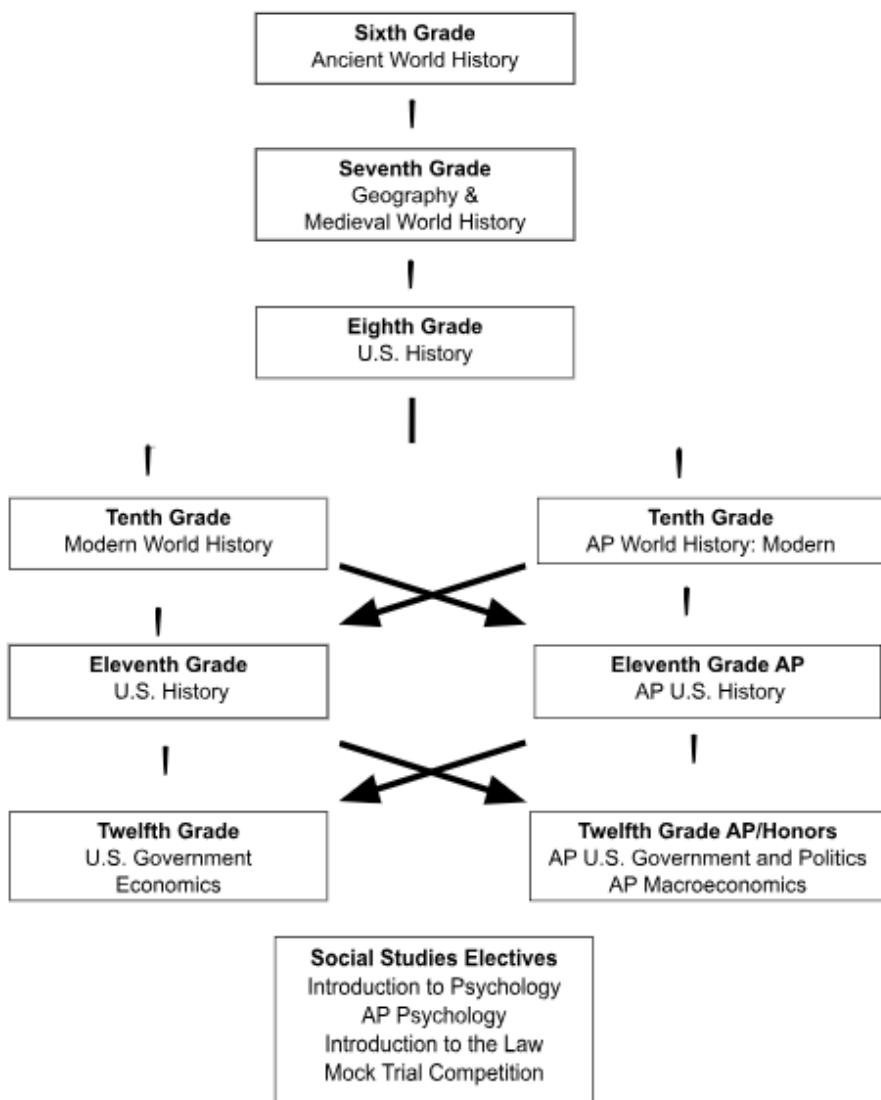 Sixth Grade
Ancient World History
Seventh Grade
Geography &
Medieval World History
Eighth Grade
U.S. History
Tenth Grade
Modern World History
Tenth Grade
AP World History: Modern
Eleventh Grade
U.S. History
Eleventh Grade AP
AP U.S. History
Twelfth Grade
U.S. Government
Economics
Twelfth Grade AP/Honors
AP U.S. Government and Politics
AP Macroeconomics
Social Studies Electives
Introduction to Psychology
AP Psychology
Introduction to the Law
Mock Trial Competition